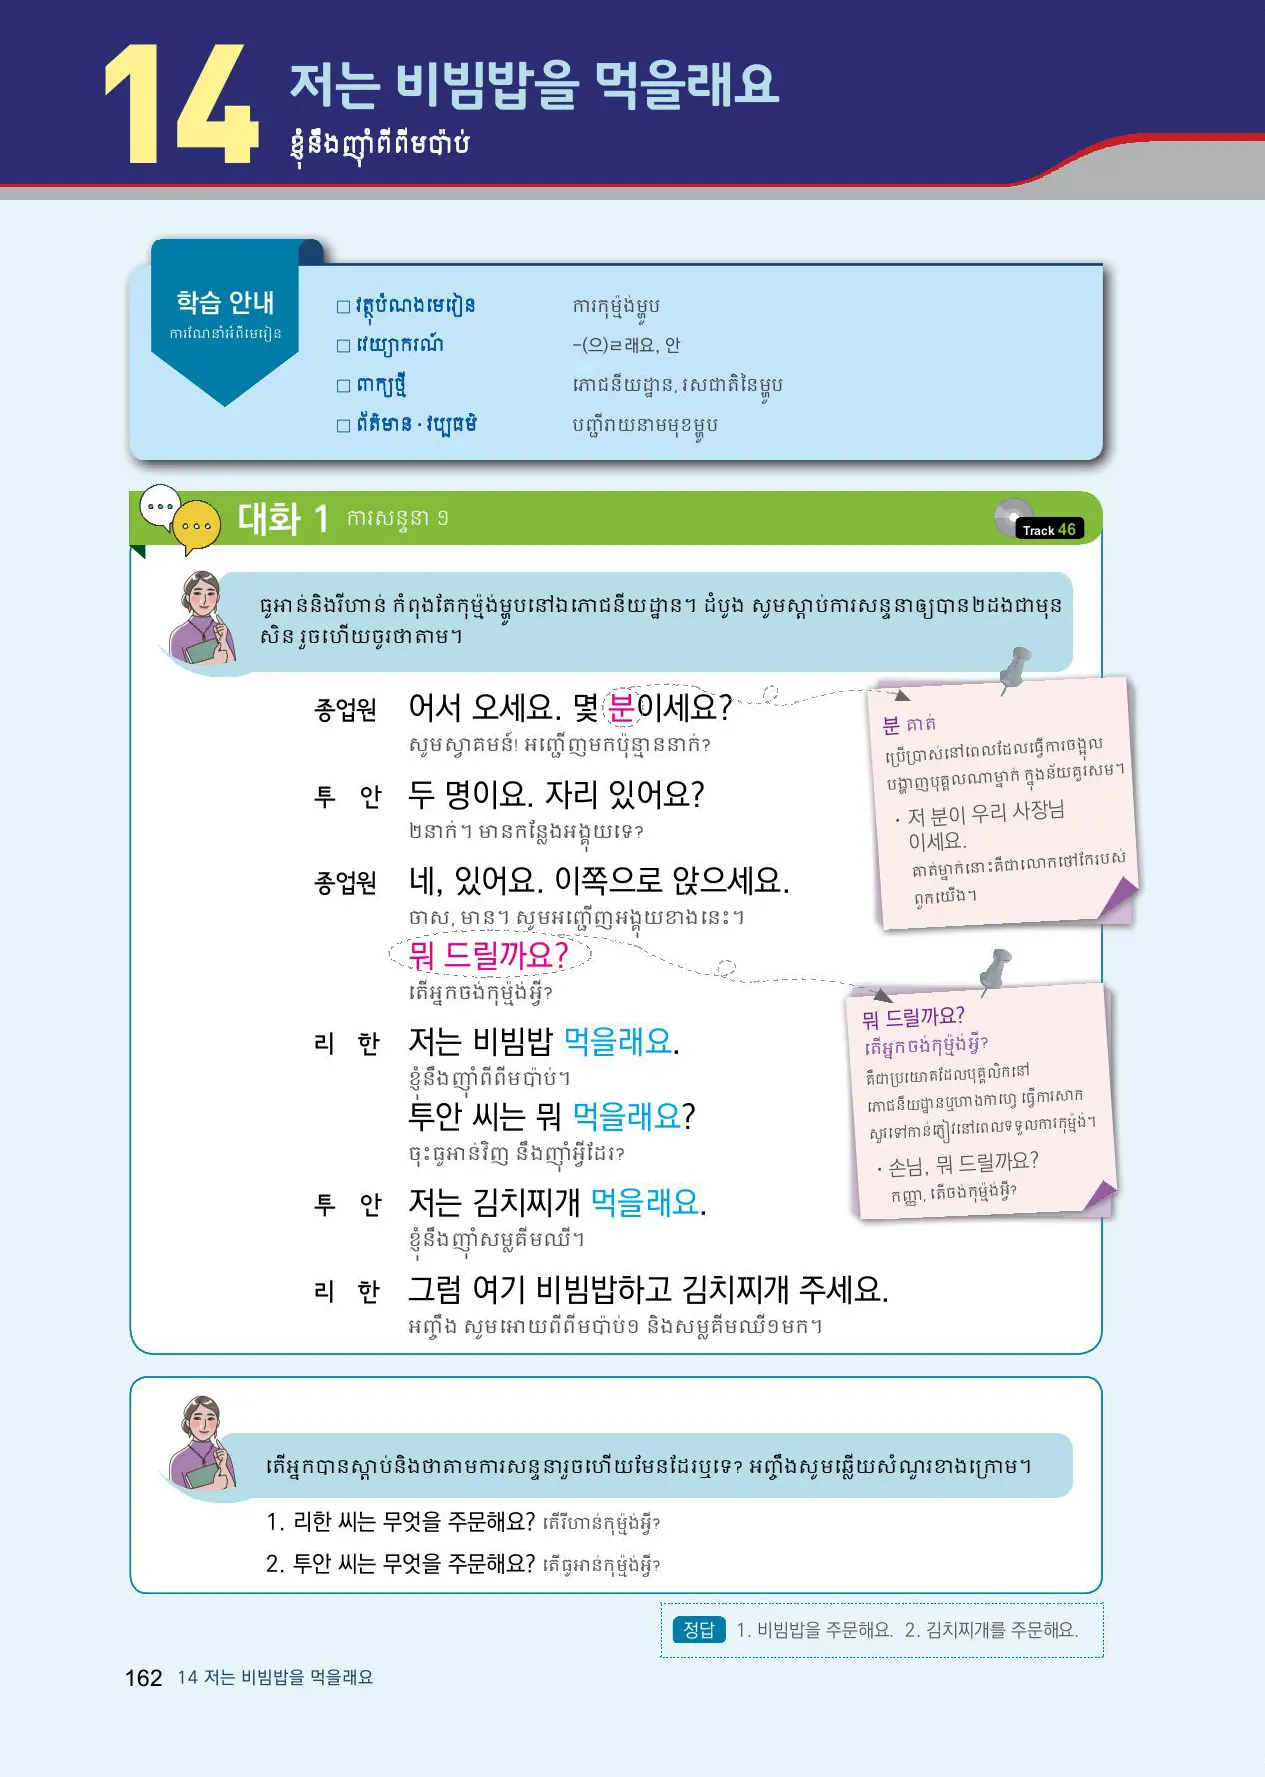 14
저는 비빔밥을 먹을래요
ខ្ញុំនឹងញ៉ាំពីពីមប៉ាប់
학습 안내
ការណែនាំអំពីមេរៀន
□ វត្ថុបំណងមេរៀន ការកុម្ម៉ង់ម្ហូប
□ វេយ្យាករណ៍ -(으)ㄹ래요, 안
□ ពាក្យថ្មី ភោជនីយដ្ឋាន, រសជាតិនៃម្ហូប
□ ព័ត៌មាន · វប្បធម៌ បញ្ជីរាយនាមមុខម្ហូប
대화 1 ការសន្ទនា ១
Track 46
ធូអាន់និងរីហាន់ កំពុងតែកុម្ម៉ង់ម្ហូបនៅឯភោជនីយដ្ឋាន។ ដំបូង សូមស្តាប់ការសន្ទនាឲ្យបាន២ដងជាមុន
សិន រួចហើយចូរថាតាម។
종업원 어서 오세요. 몇 분이세요?
សូមស្វាគមន៍! អញ្ជើញមកប៉ុន្មាននាក់?
투 안 두 명이요. 자리 있어요?
២នាក់។ មានកន្លែងអង្គុយទេ?
종업원 네, 있어요. 이쪽으로 앉으세요.
ចាស, មាន។ សូមអញ្ជើញអង្គុយខាងនេះ។
뭐 드릴까요?
តើអ្នកចង់កុម្ម៉ង់អ្វី?
리 한 저는 비빔밥 먹을래요.
ខ្ញុំនឹងញ៉ាំពីពីមប៉ាប់។
투안 씨는 뭐 먹을래요?
ចុះធូអាន់វិញ នឹងញ៉ាំអ្វីដែរ?
투 안 저는 김치찌개 먹을래요.
ខ្ញុំនឹងញ៉ាំសម្លគីមឈី។
리 한 그럼 여기 비빔밥하고 김치찌개 주세요.
អញ្ចឹង សូមអោយពីពីមប៉ាប់១ និងសម្លគីមឈី១មក។
분 គាត់
ប្រើប្រាស់នៅពេលដែលធ្វើការចង្អុល
បង្ហាញបុគ្គលណាម្នាក់ ក្នុងន័យគួរសម។
· 저 분이 우리 사장님
이세요.
គាត់ម្នាក់នោះគឺជាលោកថៅកែរបស់
ពួកយើង។
뭐 드릴까요?
តើអ្នកចង់កុម្ម៉ង់អ្វី?
គឺជាប្រយោគដែលបុគ្គលិកនៅ
ភោជនីយដ្ឋានឬហាងកាហ្វេ ធ្វើការសាក
សួរទៅកាន់ភ្ញៀវនៅពេលទទួលការកុម្ម៉ង់។
· 손님, 뭐 드릴까요?
កញ្ញា, តើចង់កុម្ម៉ង់អ្វី?
តើអ្នកបានស្តាប់និងថាតាមការសន្ទនារួចហើយមែនដែរឬទេ? អញ្ចឹងសូមឆ្លើយសំណួរខាងក្រោម។
1. 리한 씨는 무엇을 주문해요? តើរីហាន់កុម្ម៉ង់អ្វី?
2. 투안 씨는 무엇을 주문해요? តើធូអាន់កុម្ម៉ង់អ្វី?
정답 1. 비빔밥을 주문해요. 2. 김치찌개를 주문해요.
162 14 저는 비빔밥을 먹을래요